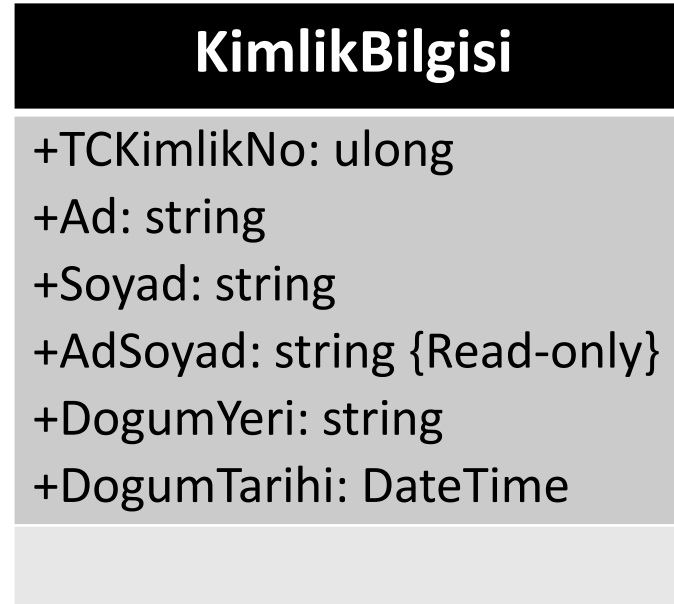 KimlikBilgisi
+TCKimlikNo: ulong
+Ad: string
+Soyad: string
+AdSoyad: string {Read-only}
+DogumYeri: string
+DogumTarihi: DateTime